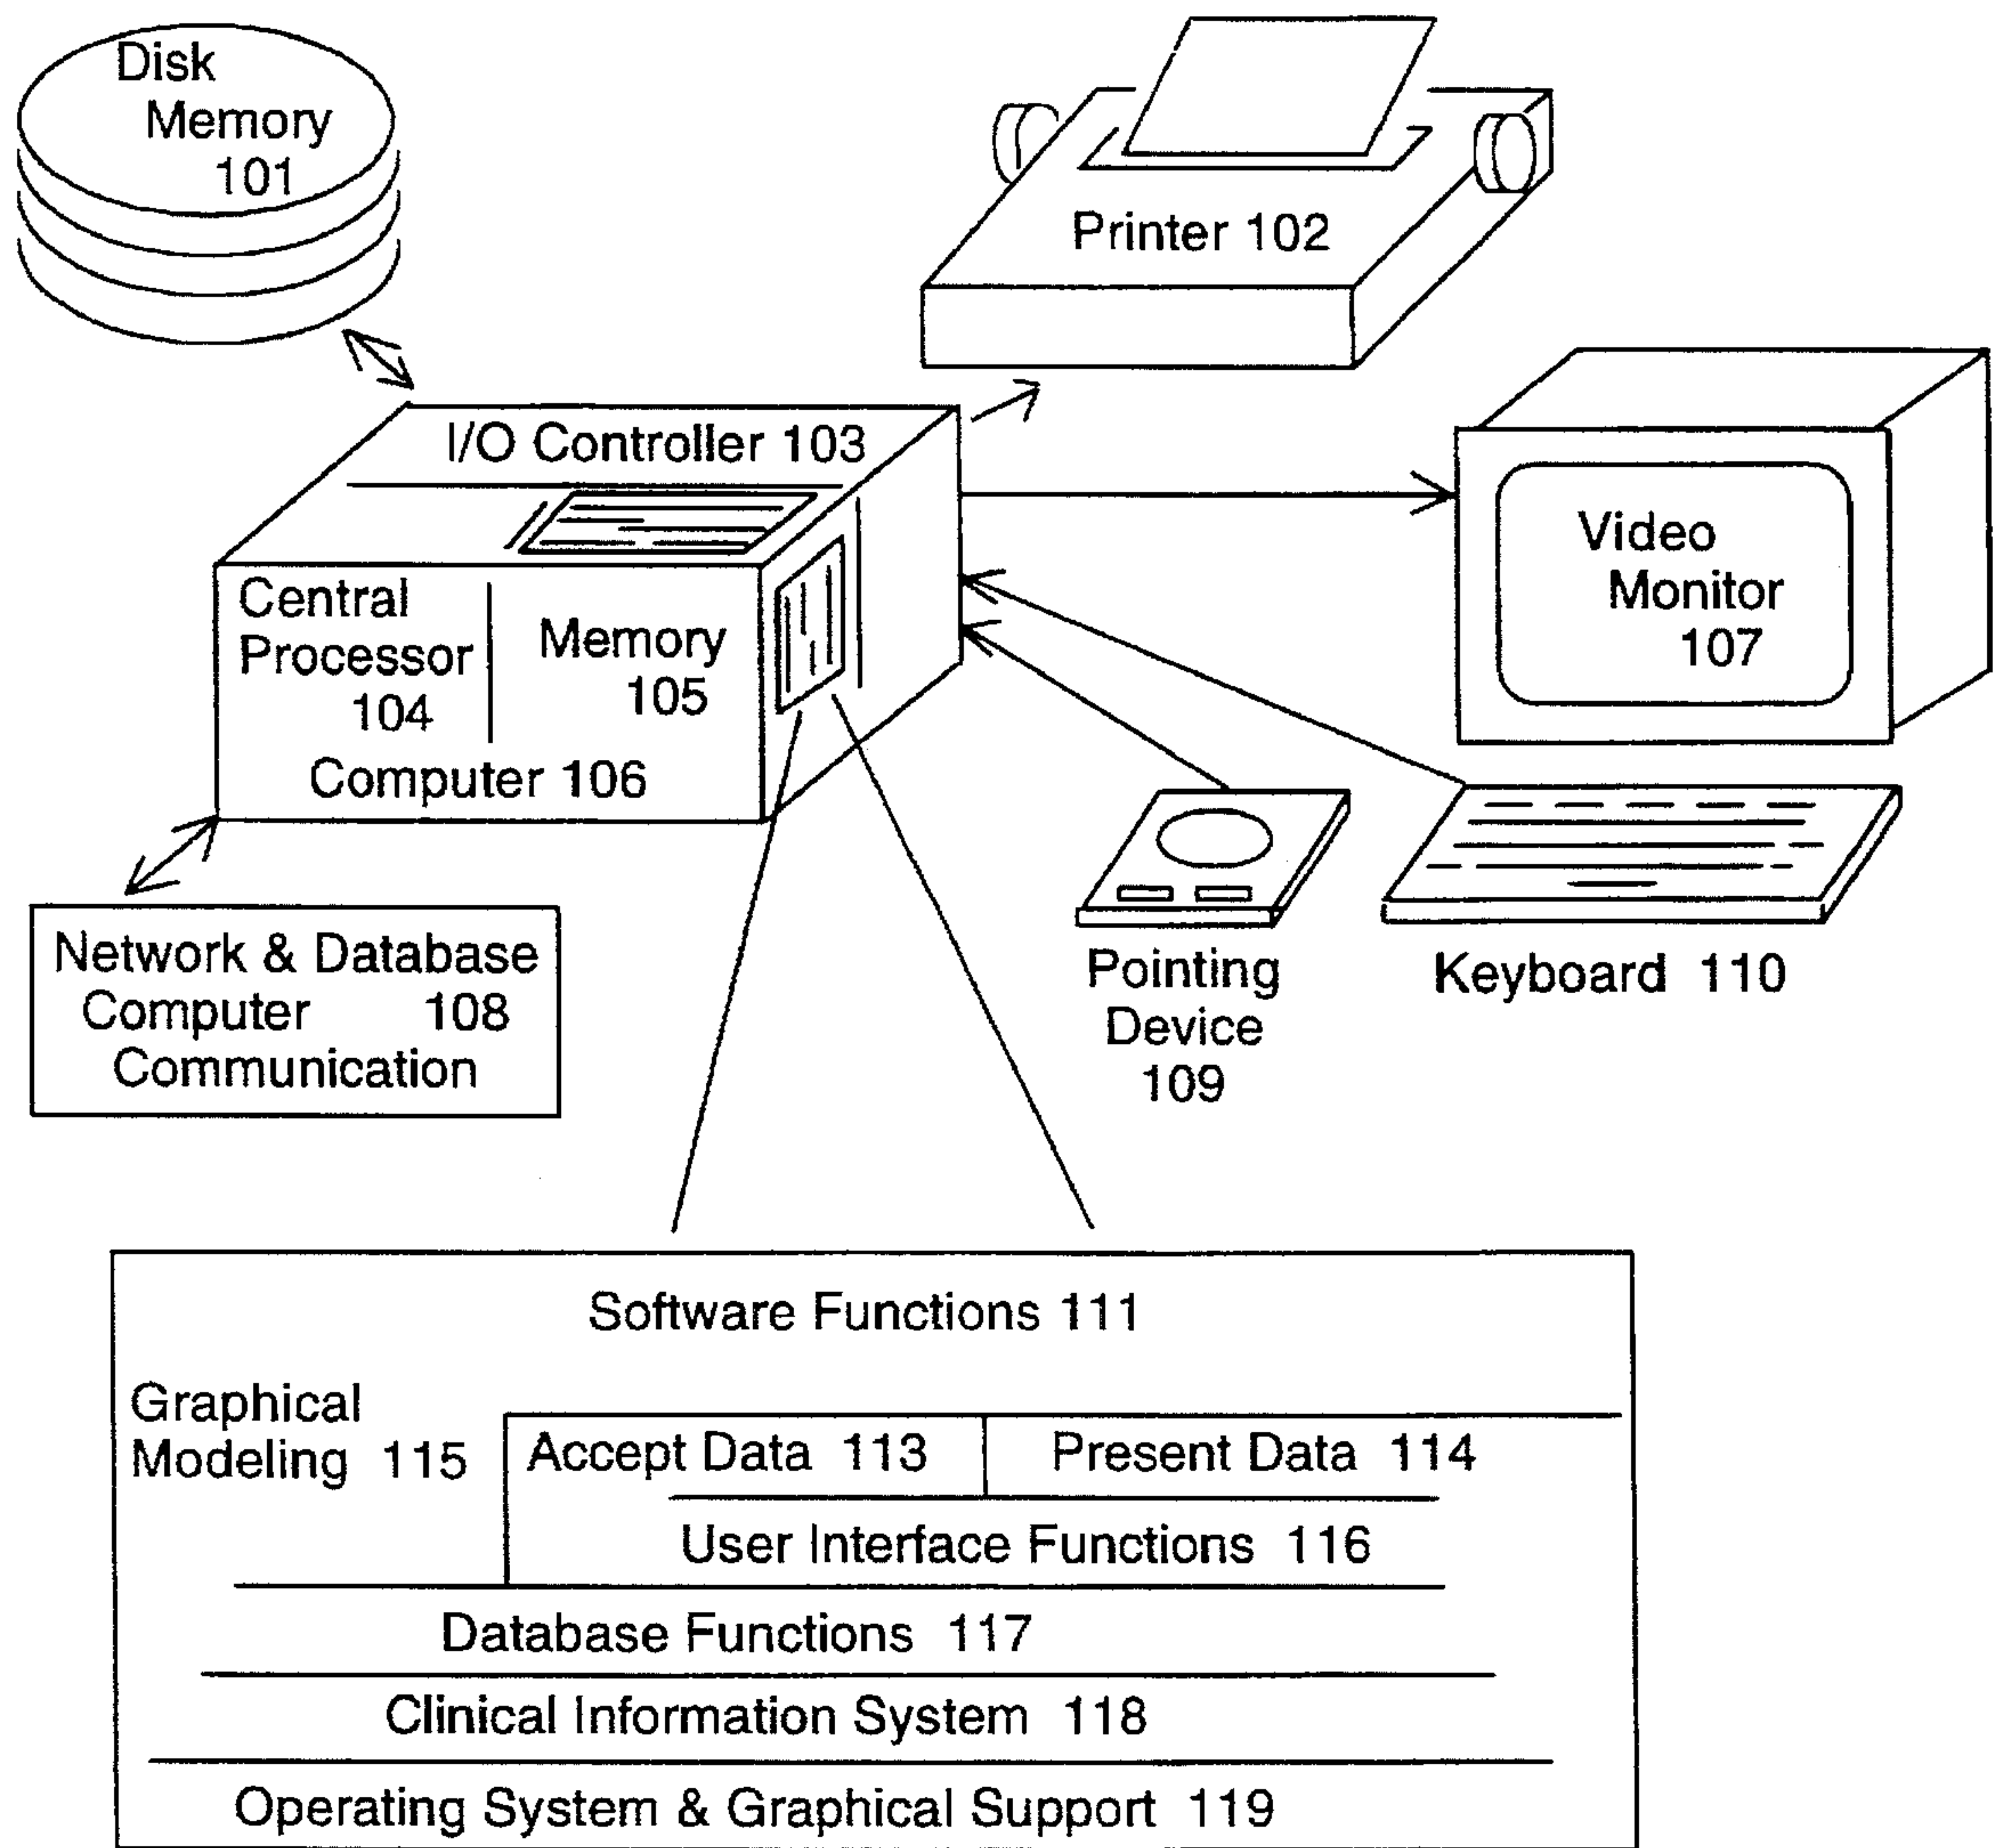 Disk
Memory
101
Printer 102
I/O Controller 103
Central
Processor
104
Memory
105
Computer 106
Video
Monitor
107
Network & Database
Computer 108
Communication
Pointing
Device
109
Keyboard 110
Software Functions 111
Graphical
Modeling 115
Accept Data 113
Present Data 114
User Interface Functions 116
Database Functions 117
Clinical Information System 118
Operating System & Graphical Support 119